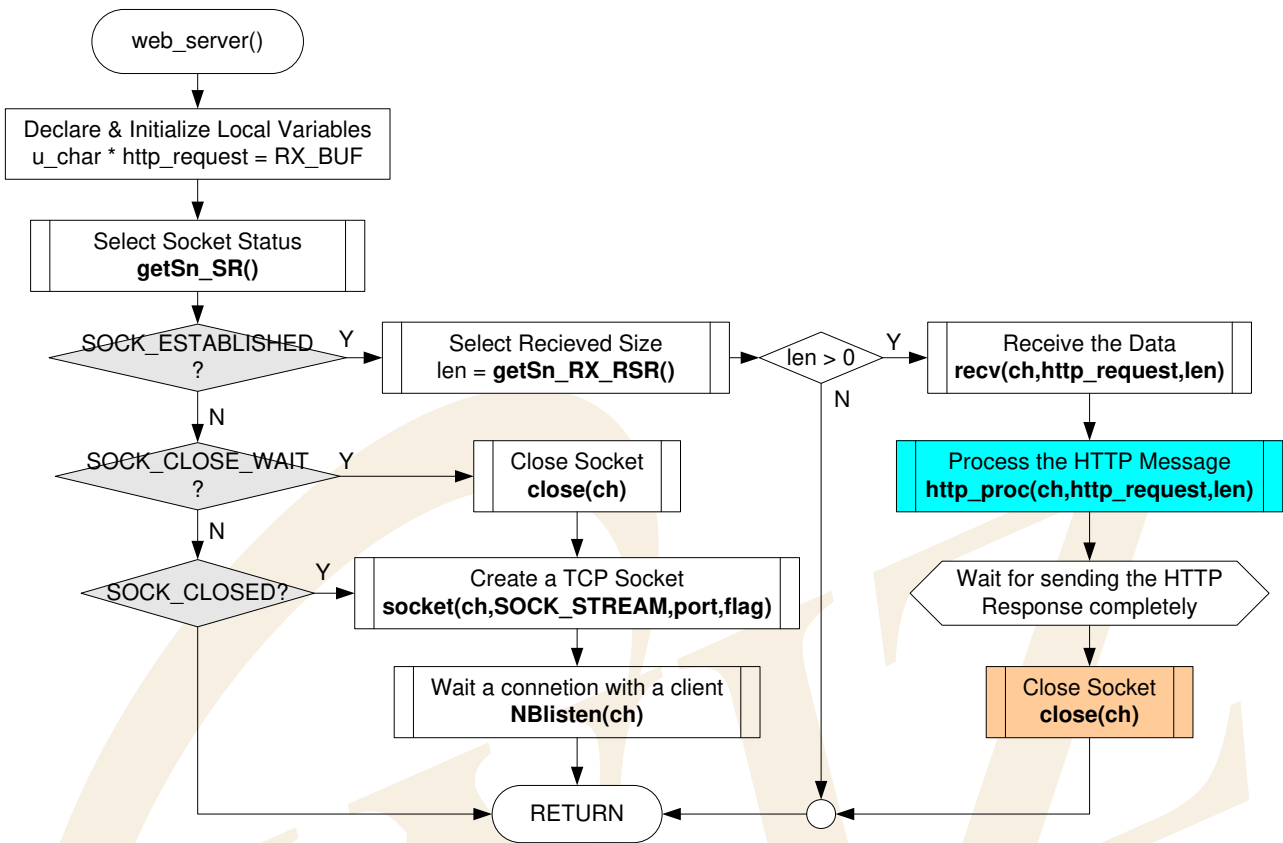 web_server()
Declare & Initialize Local Variables
u_char * http_request = RX_BUF
Select Socket Status
getSn_SR()
SOCK_ESTABLISHED
?
Y
Select Recieved Size
len = getSn_RX_RSR()
len > 0
Y
Receive the Data
recv(ch,http_request,len)
N
N
SOCK_CLOSE_WAIT
?
Y
Close Socket
close(ch)
Process the HTTP Message
http_proc(ch,http_request,len)
N
SOCK_CLOSED?
Y
Create a TCP Socket
socket(ch,SOCK_STREAM,port,flag)
Wait for sending the HTTP
Response completely
Wait a connetion with a client
NBlisten(ch)
Close Socket
close(ch)
RETURN